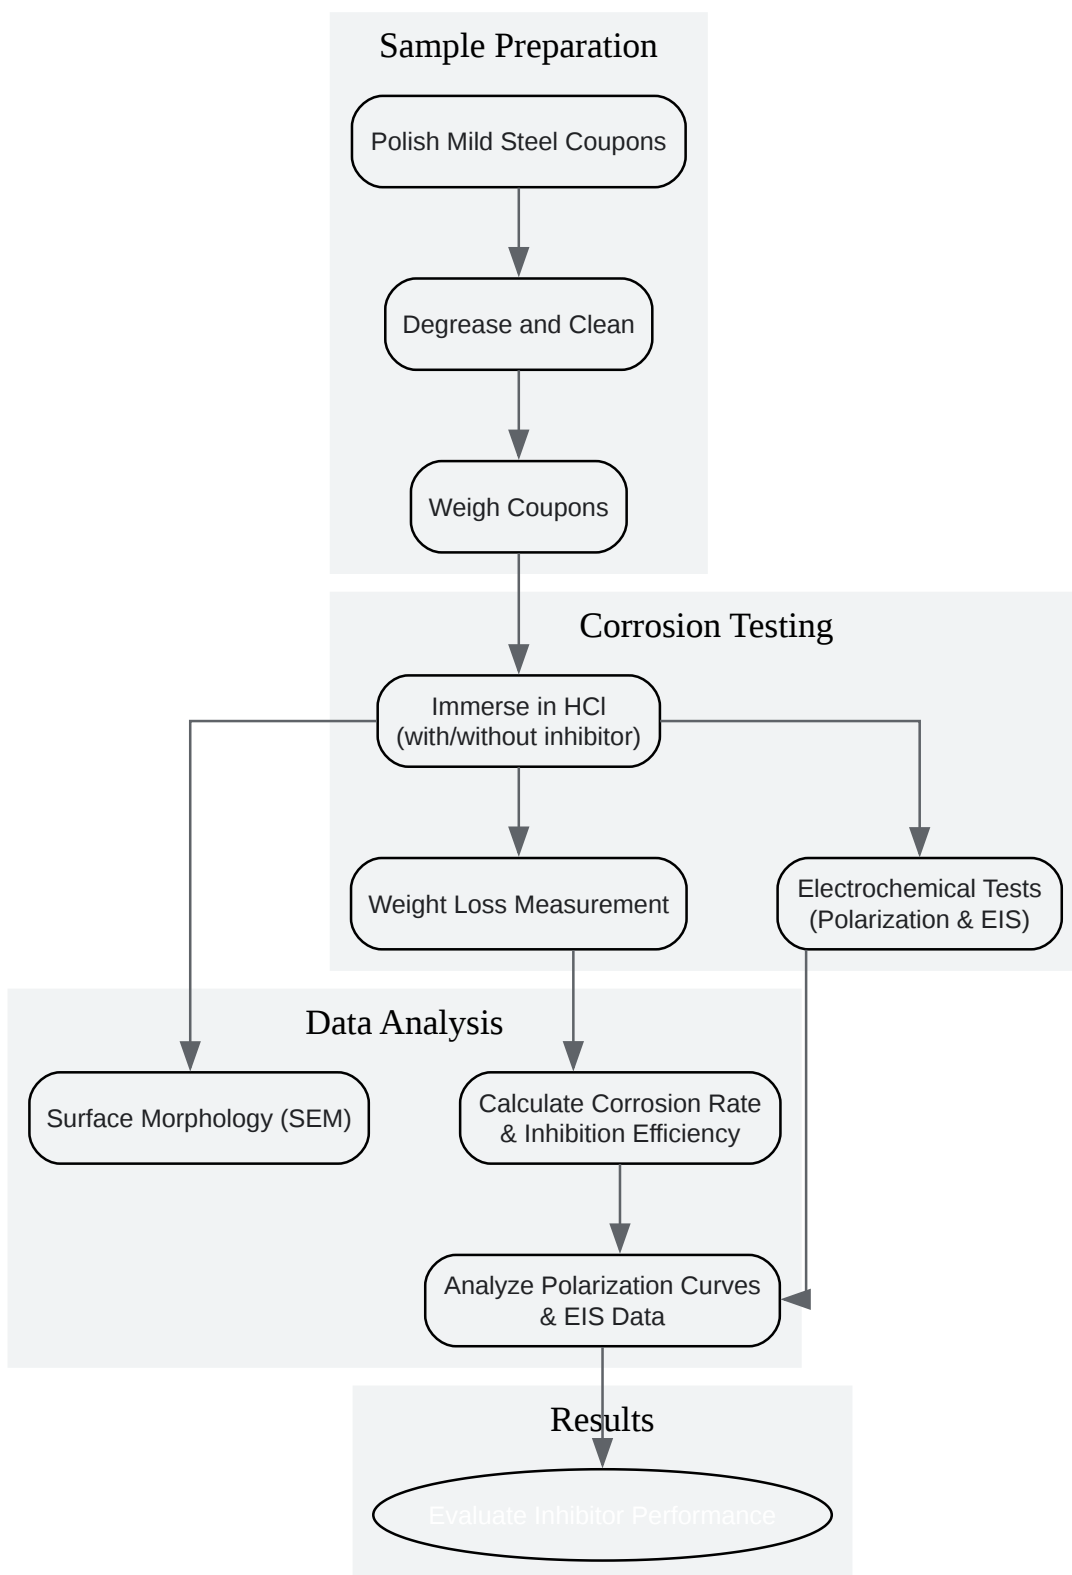 Sample Preparation
Polish Mild Steel Coupons
Degrease and Clean
Weigh Coupons
Corrosion Testing
Immerse in HCl
(with/without inhibitor)
Weight Loss Measurement
Electrochemical Tests
(Polarization & EIS)
Data Analysis
Surface Morphology (SEM)
Calculate Corrosion Rate
& Inhibition Efficiency
Analyze Polarization Curves
& EIS Data
Results
Evaluate Inhibitor Performance